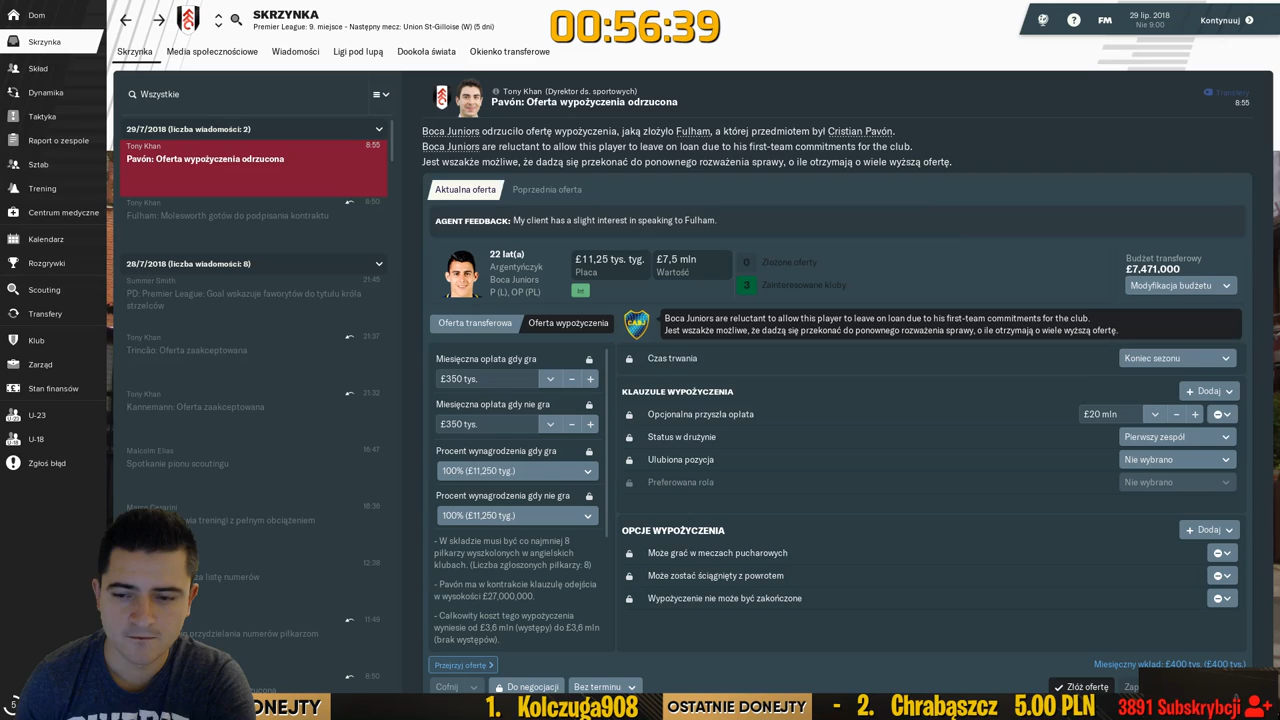 Dom
Skrzynka
Skład
Dynamika
Taktyka
Raport o zespole
Sztab
Trening
Centrum medyczne
Kalendarz
Rozgrywki
Scouting
Transfery
Klub
Zarząd
Stan finansów
U-23
U-18
Zgłoś błąd
SKRZYNKA
Premier League: 9. miejsce - Następny mecz: Union St-Gilloise (W) (5 dni)
00:56:39
FM
29 lip. 2018
Nie 9:00
Kontynuuj
Skrzynka
Media społecznościowe
Wiadomości
Ligi pod lupą
Dookoła świata
Okienko transferowe
Wszystkie
29/7/2018 (liczba wiadomości: 2)
Tony Khan
8:55
Pavón: Oferta wypożyczenia odrzucona
Tony Khan
8:50
Fulham: Molesworth gotów do podpisania kontraktu
28/7/2018 (liczba wiadomości: 8)
Summer Smith
21:45
PD: Premier League: Goal wskazuje faworytów do tytułu króla
strzelców
Tony Khan
21:37
Trincão: Oferta zaakceptowana
Tony Khan
21:32
Kannemann: Oferta zaakceptowana
Malcolm Elias
16:47
Spotkanie pionu scoutingu
treningi z pełnym obciążeniem
12:38
za listę numerów
11:49
przydzielania numerów piłkarzom
8:50
Tony Khan (Dyrektor ds. sportowych)
Pavón: Oferta wypożyczenia odrzucona
Transfery
8:55
Boca Juniors odrzuciło ofertę wypożyczenia, jaką złożyło Fulham, a której przedmiotem był Cristian Pavón.
Boca Juniors are reluctant to allow this player to leave on loan due to his first-team commitments for the club.
Jest wszakże możliwe, że dadzą się przekonać do ponownego rozważenia sprawy, o ile otrzymają o wiele wyższą ofertę.
Aktualna oferta
Poprzednia oferta
AGENT FEEDBACK: My client has a slight interest in speaking to Fulham.
22 lat(a)
Argentyńczyk
Boca Juniors
P (L), OP (PL)
£11,25 tys. tyg.
Płaca
Int
£7,5 mln
Wartość
0
Złożone oferty
3
Zainteresowane kluby
Budżet transferowy
£7,471,000
Modyfikacja budżetu
Oferta transferowa
Oferta wypożyczenia
Boca Juniors are reluctant to allow this player to leave on loan due to his first-team commitments for the club.
Jest wszakże możliwe, że dadzą się przekonać do ponownego rozważenia sprawy, o ile otrzymają o wiele wyższą ofertę.
Miesięczna opłata gdy gra
£350 tys.
Miesięczna opłata gdy nie gra
£350 tys.
Procent wynagrodzenia gdy gra
100% (£11,250 tyg.)
Procent wynagrodzenia gdy nie gra
100% (£11,250 tyg.)
- W składzie musi być co najmniej 8
piłkarzy wyszkolonych w angielskich
klubach. (Liczba zgłoszonych piłkarzy: 8)
- Pavón ma w kontrakcie klauzulę odejścia
w wysokości £27,000,000.
- Całkowity koszt tego wypożyczenia
wyniesie od £3,6 mln (występy) do £3,6 mln
(brak występów).
Czas trwania
Koniec sezonu
KLAUZULE WYPOŻYCZENIA
Dodaj
Opcjonalna przyszła opłata
£20 mln
Status w drużynie
Pierwszy zespół
Ulubiona pozycja
Nie wybrano
Preferowana rola
Nie wybrano
OPCJE WYPOŻYCZENIA
Dodaj
Może grać w meczach pucharowych
Może zostać ściągnięty z powrotem
Wypożyczenie nie może być zakończone
Przejrzyj ofertę
Miesięczny wkład: £400 tys. (£400 tys.)
Cofnij
Do negocjacji
Bez terminu
Złóż ofertę
DONEJTY
1. Kolczuga908
OSTATNIE DONEJTY
- 2. Chrabąszcz 5.00 PLN
3891 Subskrybcji